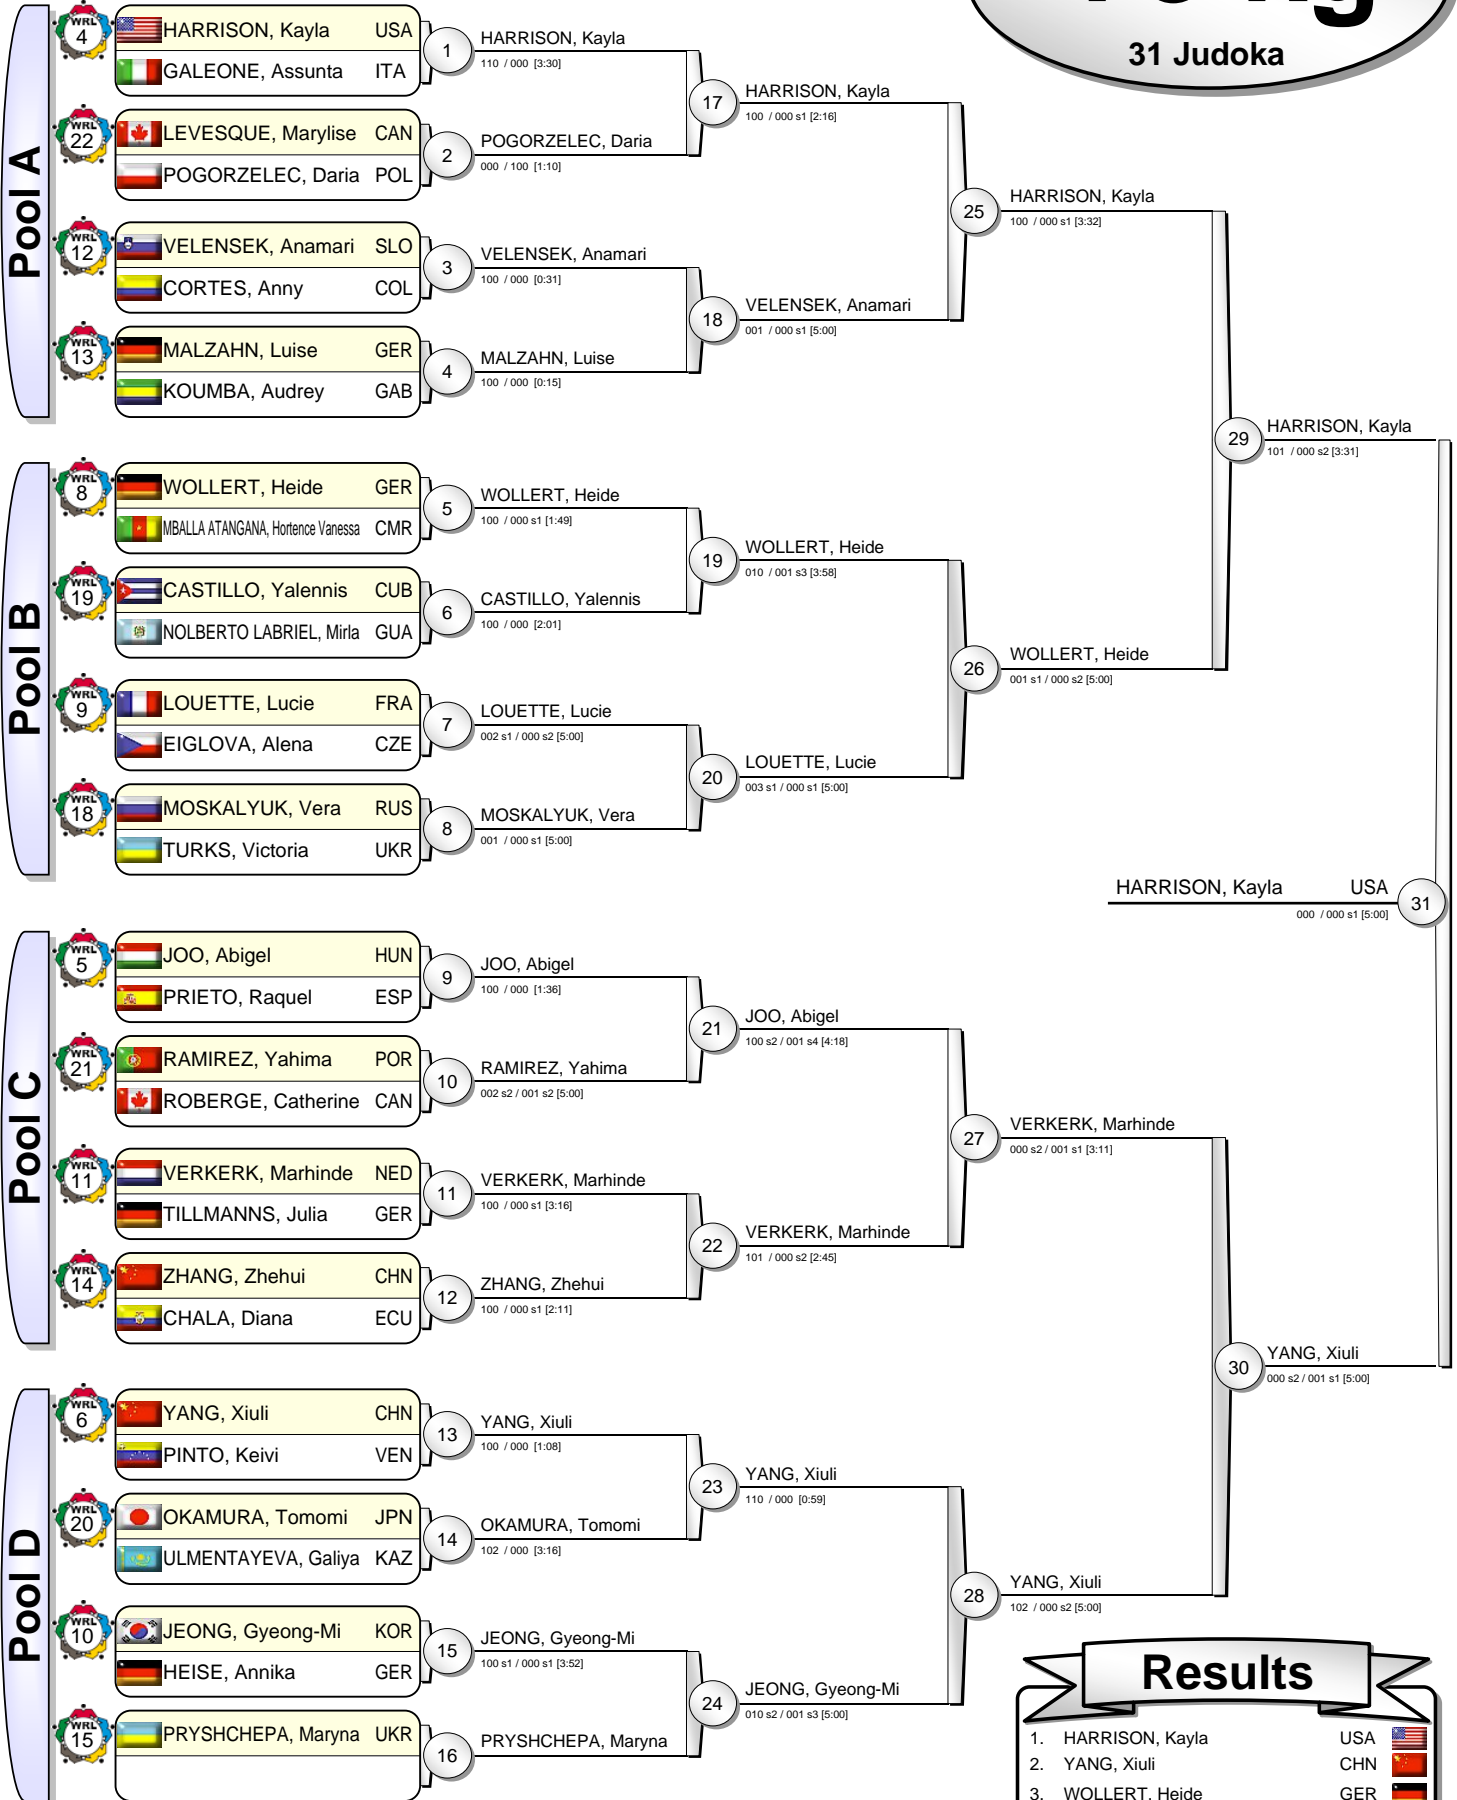 31 Judoka
Pool A
WRL 4
HARRISON, Kayla USA
GALEONE, Assunta ITA
WRL 22
LEVESQUE, Marylise CAN
POGORZELEC, Daria POL
WRL 12
VELENSEK, Anamari SLO
CORTES, Anny COL
WRL 13
MALZAHN, Luise GER
KOUMBA, Audrey GAB
1
HARRISON, Kayla
110 / 000 [3:30]
2
POGORZELEC, Daria
000 / 100 [1:10]
3
VELENSEK, Anamari
100 / 000 [0:31]
4
MALZAHN, Luise
100 / 000 [0:15]
17
HARRISON, Kayla
100 / 000 s1 [2:16]
18
VELENSEK, Anamari
001 / 000 s1 [5:00]
25
HARRISON, Kayla
100 / 000 s1 [3:32]
Pool B
WRL 8
WOLLERT, Heide GER
MBALLA ATANGANA, Hortence Vanessa CMR
WRL 19
CASTILLO, Yalennis CUB
NOLBERTO LABRIEL, Mirla GUA
WRL 9
LOUETTE, Lucie FRA
EIGLOVA, Alena CZE
WRL 18
MOSKALYUK, Vera RUS
TURKS, Victoria UKR
5
WOLLERT, Heide
100 / 000 s1 [1:49]
6
CASTILLO, Yalennis
100 / 000 [2:01]
7
LOUETTE, Lucie
002 s1 / 000 s2 [5:00]
8
MOSKALYUK, Vera
001 / 000 s1 [5:00]
19
WOLLERT, Heide
010 / 001 s3 [3:58]
20
LOUETTE, Lucie
003 s1 / 000 s1 [5:00]
26
WOLLERT, Heide
001 s1 / 000 s2 [5:00]
29
HARRISON, Kayla
101 / 000 s2 [3:31]
HARRISON, Kayla USA
31
000 / 000 s1 [5:00]
Pool C
WRL 5
JOO, Abigel HUN
PRIETO, Raquel ESP
WRL 21
RAMIREZ, Yahima POR
ROBERGE, Catherine CAN
WRL 11
VERKERK, Marhinde NED
TILLMANNS, Julia GER
WRL 14
ZHANG, Zhehui CHN
CHALA, Diana ECU
9
JOO, Abigel
100 / 000 [1:36]
10
RAMIREZ, Yahima
002 s2 / 001 s2 [5:00]
11
VERKERK, Marhinde
100 / 000 s1 [3:16]
12
ZHANG, Zhehui
100 / 000 s1 [2:11]
21
JOO, Abigel
100 s2 / 001 s4 [4:18]
22
VERKERK, Marhinde
101 / 000 s2 [2:45]
27
VERKERK, Marhinde
000 s2 / 001 s1 [3:11]
Pool D
WRL 6
YANG, Xiuli CHN
PINTO, Keivi VEN
WRL 20
OKAMURA, Tomomi JPN
ULMENTAYEVA, Galiya KAZ
WRL 10
JEONG, Gyeong-Mi KOR
HEISE, Annika GER
WRL 15
PRYSHCHEPA, Maryna UKR
13
YANG, Xiuli
100 / 000 [1:08]
14
OKAMURA, Tomomi
102 / 000 [3:16]
15
JEONG, Gyeong-Mi
100 s1 / 000 s1 [3:52]
16
PRYSHCHEPA, Maryna
23
YANG, Xiuli
110 / 000 [0:59]
24
JEONG, Gyeong-Mi
010 s2 / 001 s3 [5:00]
28
YANG, Xiuli
102 / 000 s2 [5:00]
30
YANG, Xiuli
000 s2 / 001 s1 [5:00]
Results
1. HARRISON, Kayla USA
2. YANG, Xiuli CHN
3. WOLLERT, Heide GER